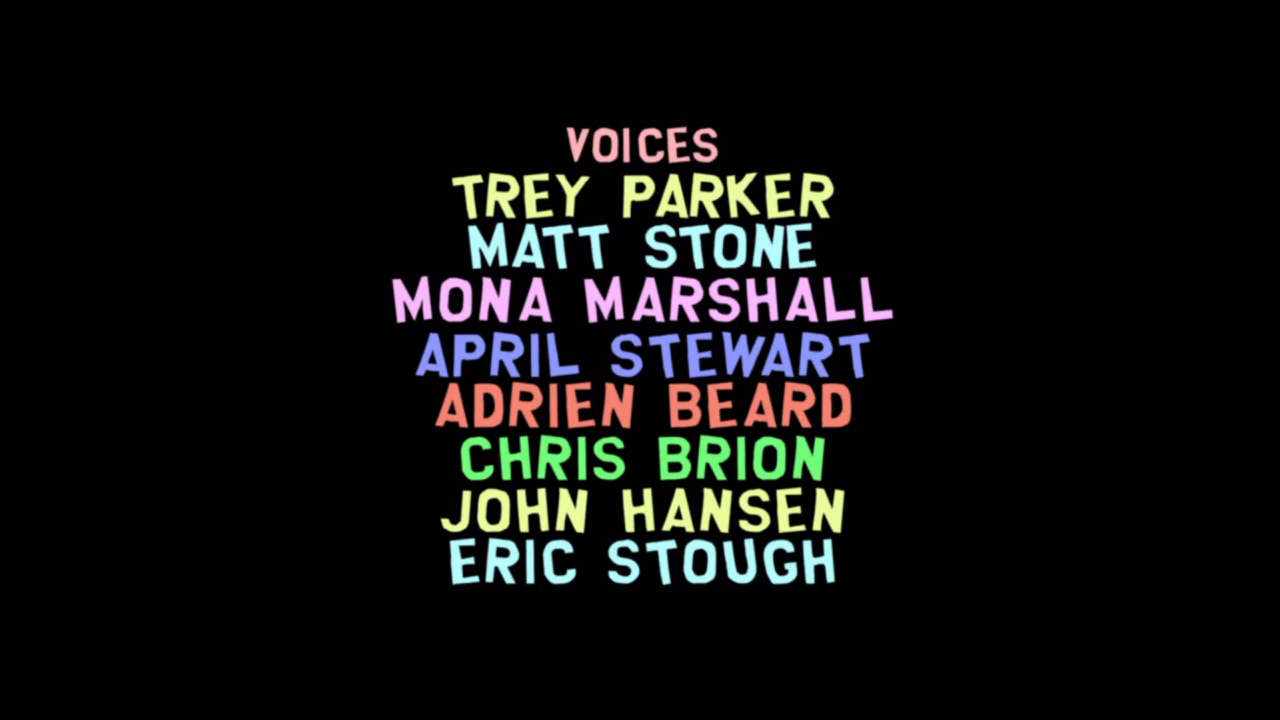 VOICES
TREY PARKER
MATT STONE
MONA MARSHALL
APRIL STEWART
ADRIEN BEARD
CHRIS BRION
JOHN HANSEN
ERIC STOUGH